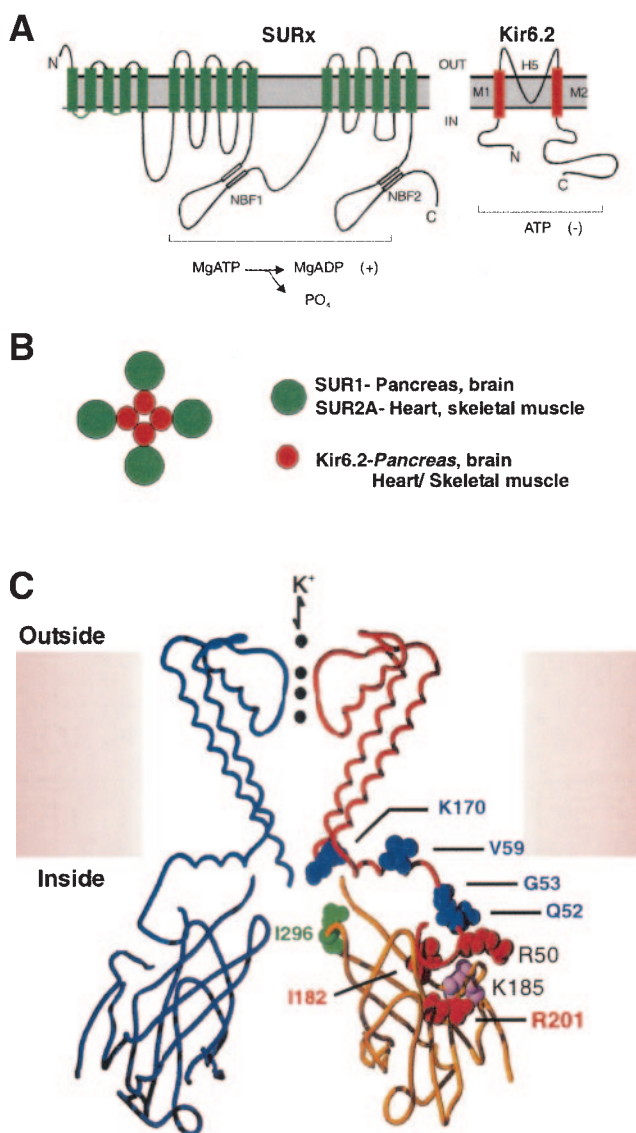 A
SURx
Kir6.2
N
OUT
H5
M1
M2
IN
N
NBF1
NBF2
C
C
ATP (-)
MgATP MgADP (+)
PO₄
B
SUR1- Pancreas, brain
SUR2A- Heart, skeletal muscle
Kir6.2-Pancreas, brain
Heart/ Skeletal muscle
C
K⁺
Outside
K170
V59
Inside
G53
Q52
I296
R50
K185
I182
R201